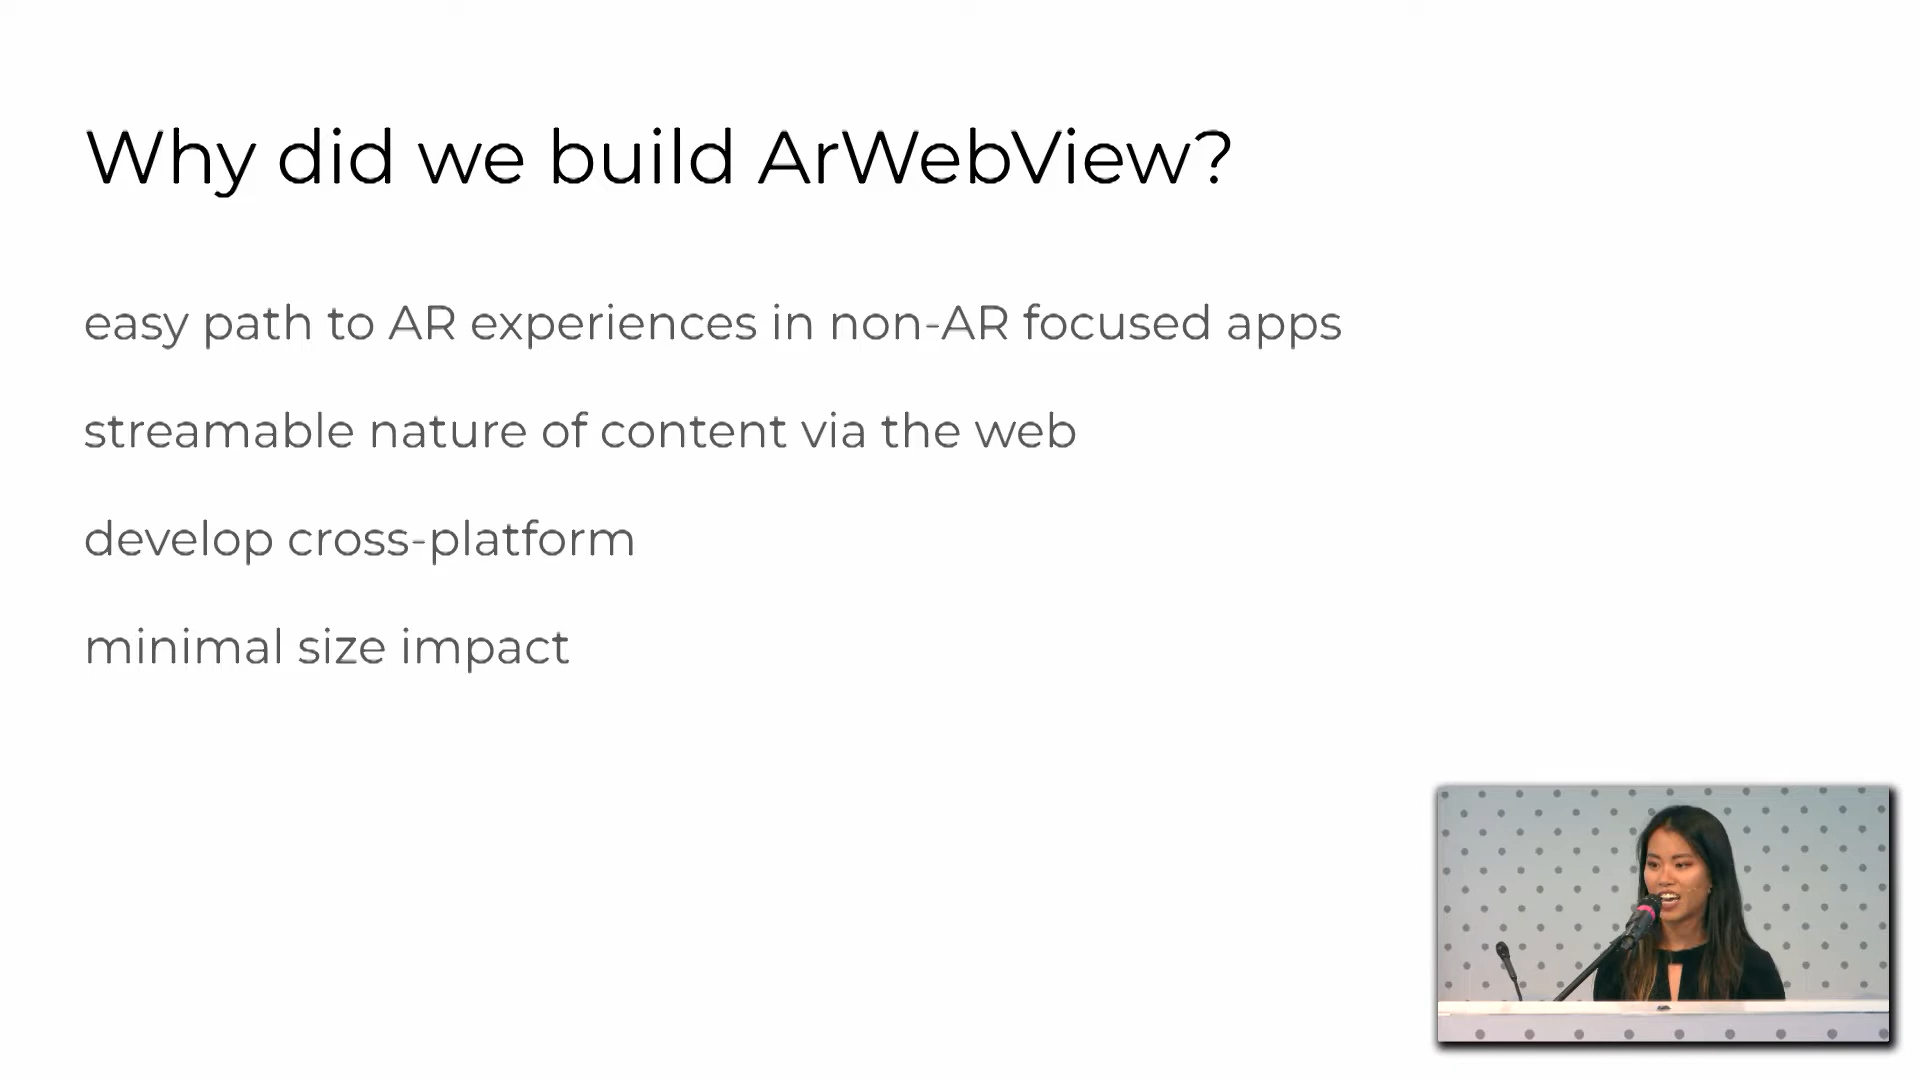 Why did we build ArWebView?
easy path to AR experiences in non-AR focused apps
streamable nature of content via the web
develop cross-platform
minimal size impact